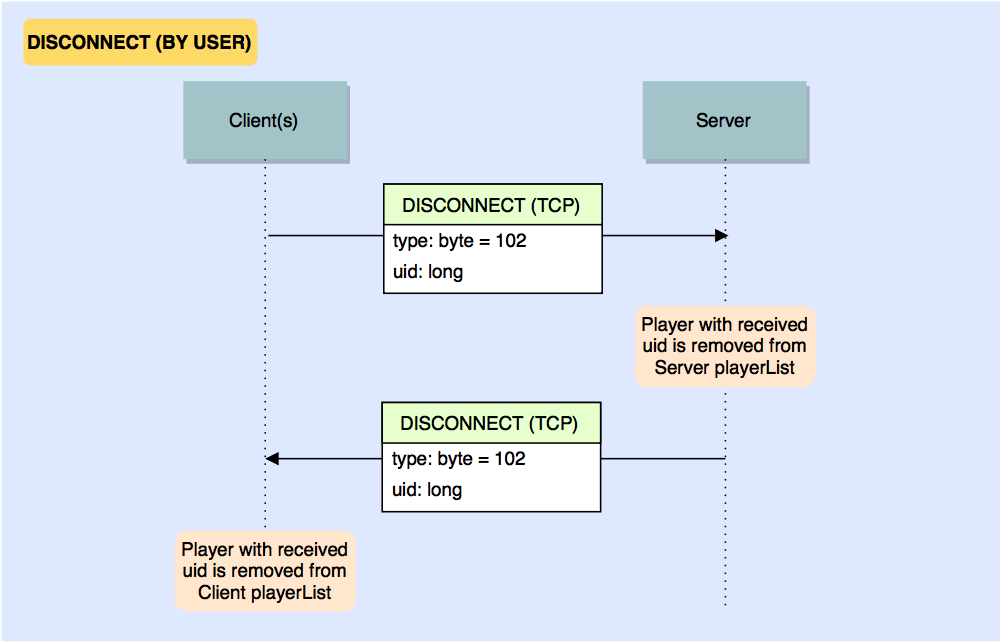 DISCONNECT (BY USER)
Client(s)
Server
DISCONNECT (TCP)
type: byte = 102
uid: long
Player with received
uid is removed from
Server playerList
DISCONNECT (TCP)
type: byte = 102
uid: long
Player with received
uid is removed from
Client playerList